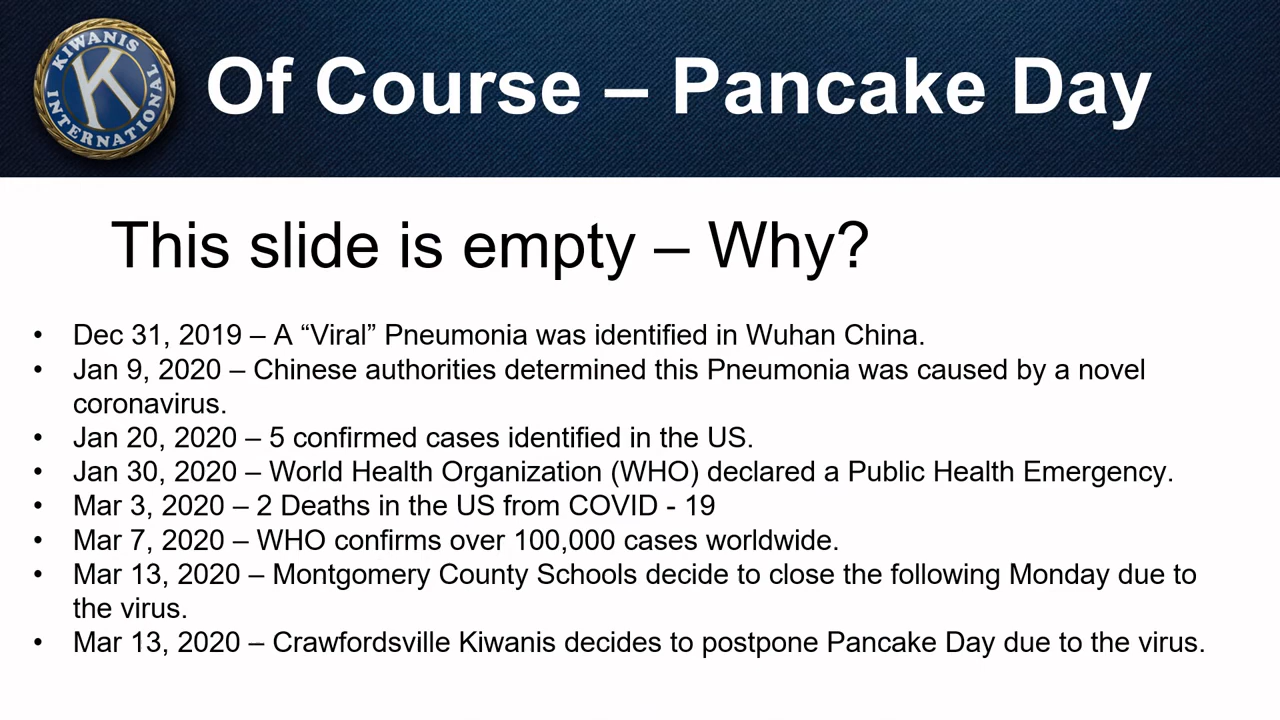 KIWANIS
K
INTERNATIONAL
Of Course – Pancake Day
This slide is empty – Why?
• Dec 31, 2019 – A “Viral” Pneumonia was identified in Wuhan China.
• Jan 9, 2020 – Chinese authorities determined this Pneumonia was caused by a novel
coronavirus.
• Jan 20, 2020 – 5 confirmed cases identified in the US.
• Jan 30, 2020 – World Health Organization (WHO) declared a Public Health Emergency.
• Mar 3, 2020 – 2 Deaths in the US from COVID - 19
• Mar 7, 2020 – WHO confirms over 100,000 cases worldwide.
• Mar 13, 2020 – Montgomery County Schools decide to close the following Monday due to
the virus.
• Mar 13, 2020 – Crawfordsville Kiwanis decides to postpone Pancake Day due to the virus.